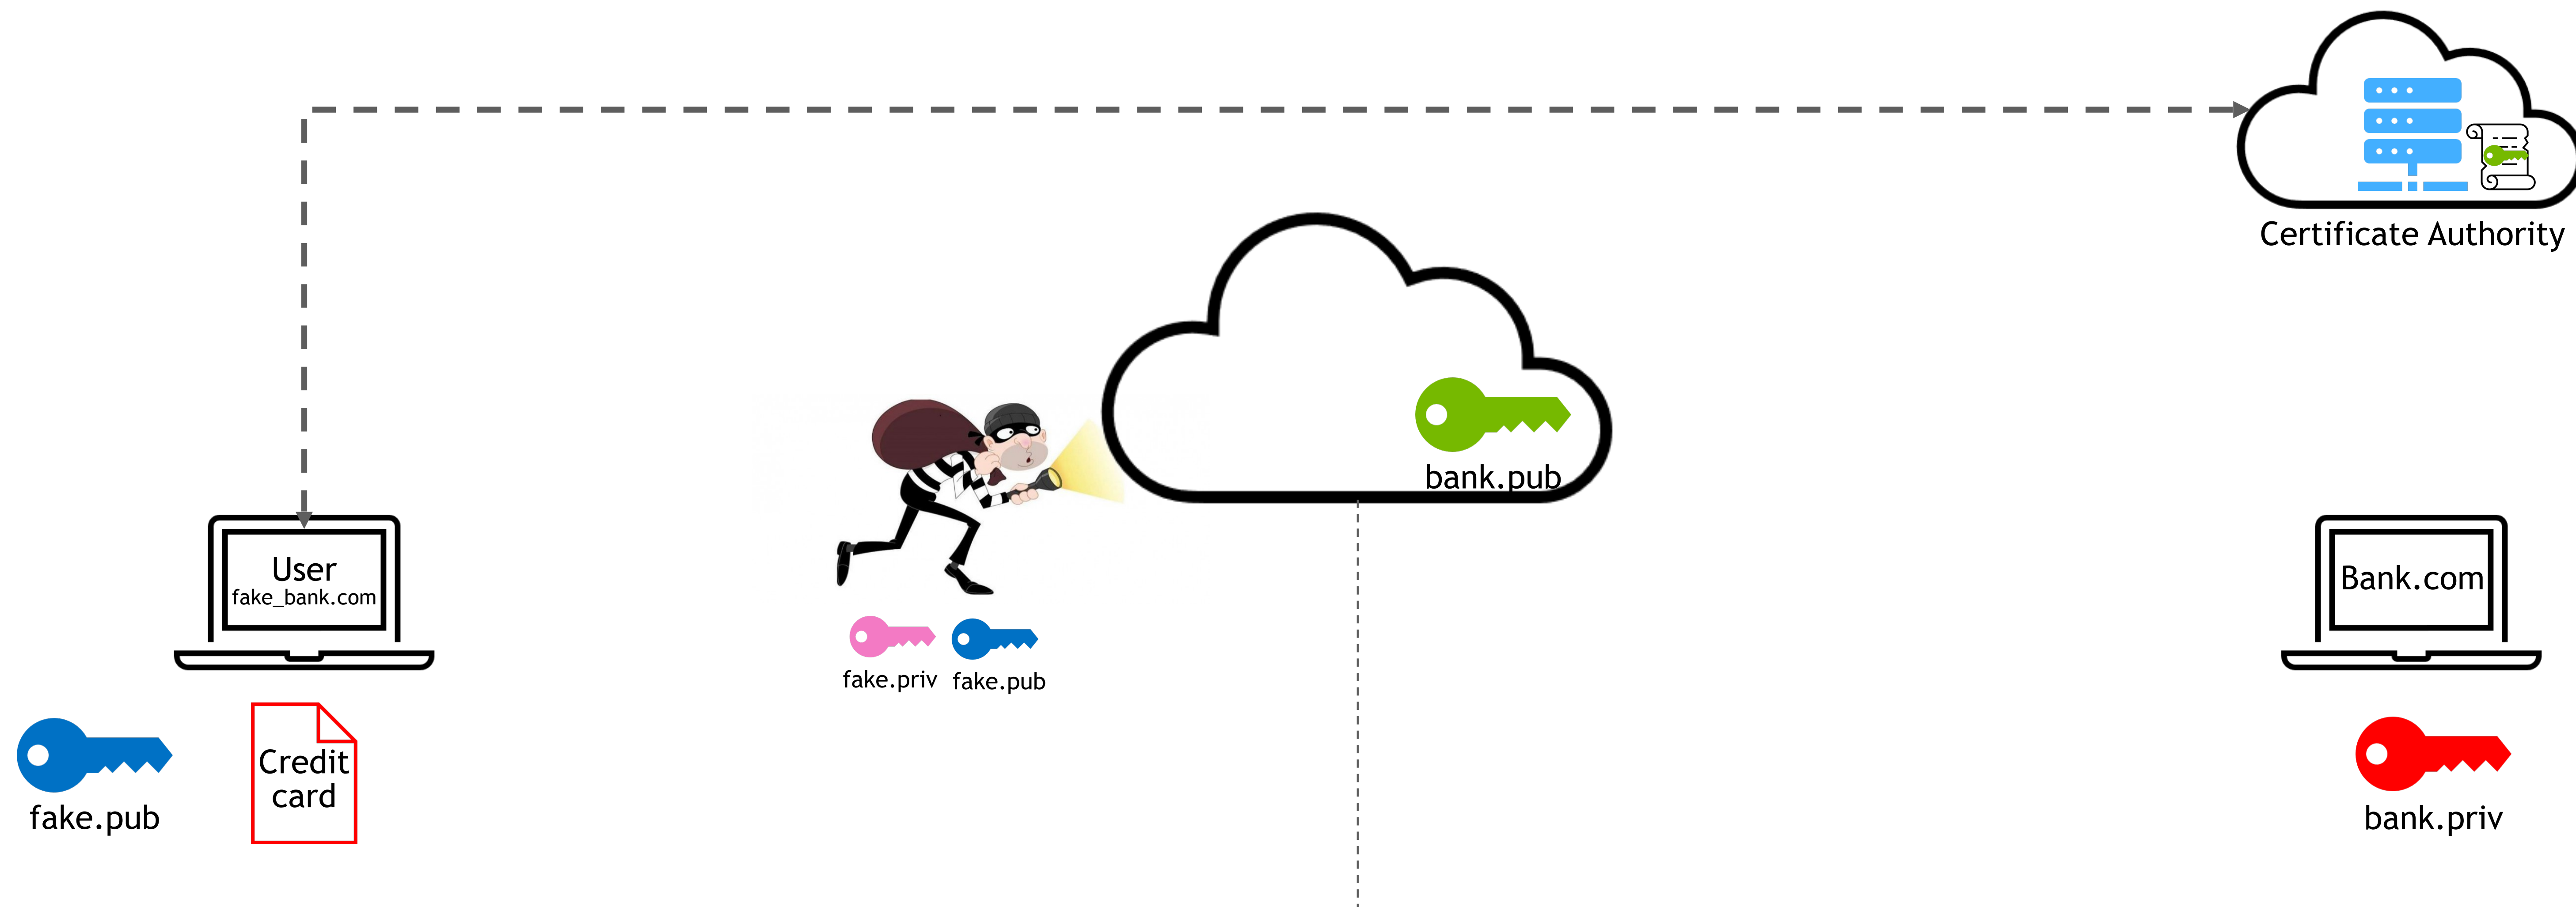 Certificate Authority
bank.pub
User
fake_bank.com
Bank.com
fake.priv
fake.pub
Credit
card
fake.pub
bank.priv